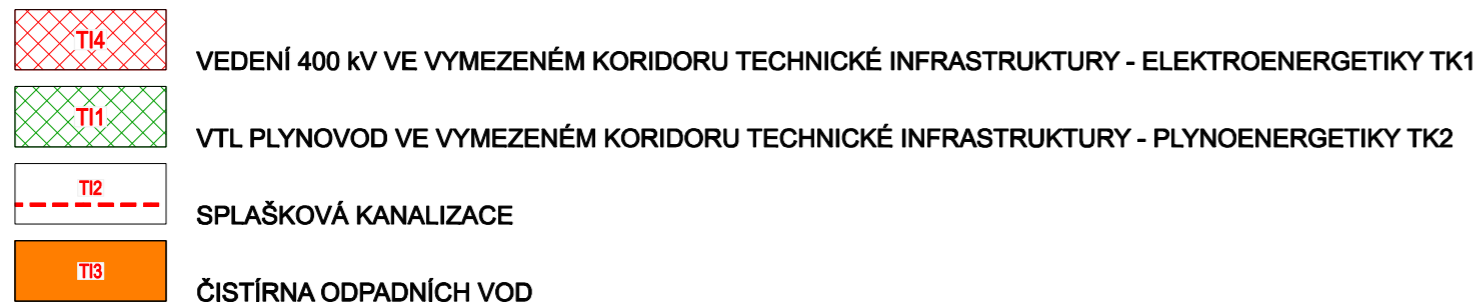 TI4
VEDENÍ 400 kV VE VYMEZENÉM KORIDORU TECHNICKÉ INFRASTRUKTURY - ELEKTROENERGETIKY TK1
TI1
VTL PLYNOVOD VE VYMEZENÉM KORIDORU TECHNICKÉ INFRASTRUKTURY - PLYNOENERGETIKY TK2
TI2
SPLAŠKOVÁ KANALIZACE
TI3
ČISTÍRNA ODPADNÍCH VOD